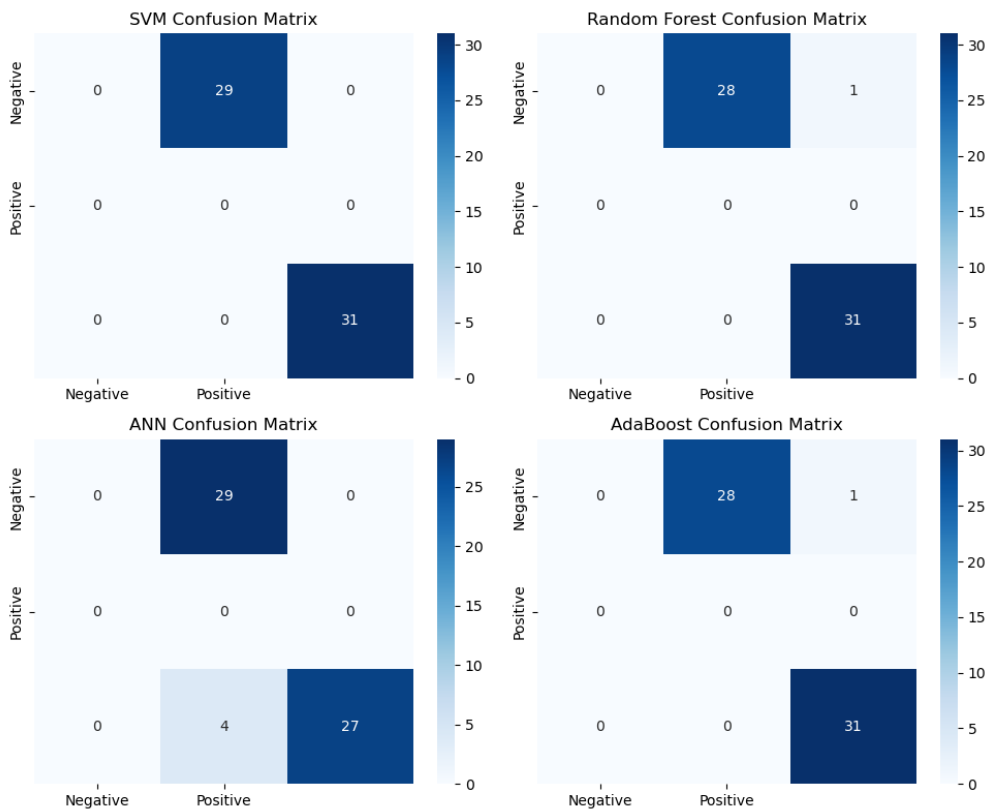 SVM Confusion Matrix
Negative
Positive
0 29 0
0 0 0
0 0 31
Negative Positive
30
25
20
15
10
5
0
Random Forest Confusion Matrix
Negative
Positive
0 28 1
0 0 0
0 0 31
Negative Positive
30
25
20
15
10
5
0
ANN Confusion Matrix
Negative
Positive
0 29 0
0 0 0
0 4 27
Negative Positive
25
20
15
10
5
0
AdaBoost Confusion Matrix
Negative
Positive
0 28 1
0 0 0
0 0 31
Negative Positive
30
25
20
15
10
5
0